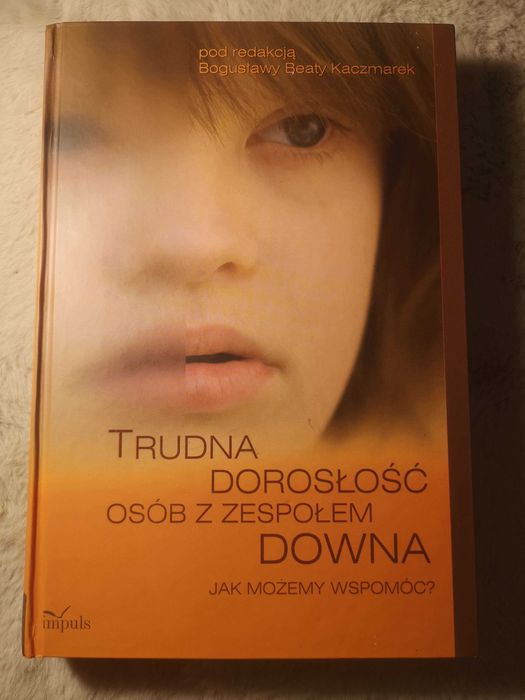 pod redakcją
Bogusławy Beaty Kaczmarek
TRUDNA
DOROSŁOŚĆ
OSÓB Z ZESPOŁEM
DOWNA
JAK MOŻEMY WSPOMÓC?
impuls